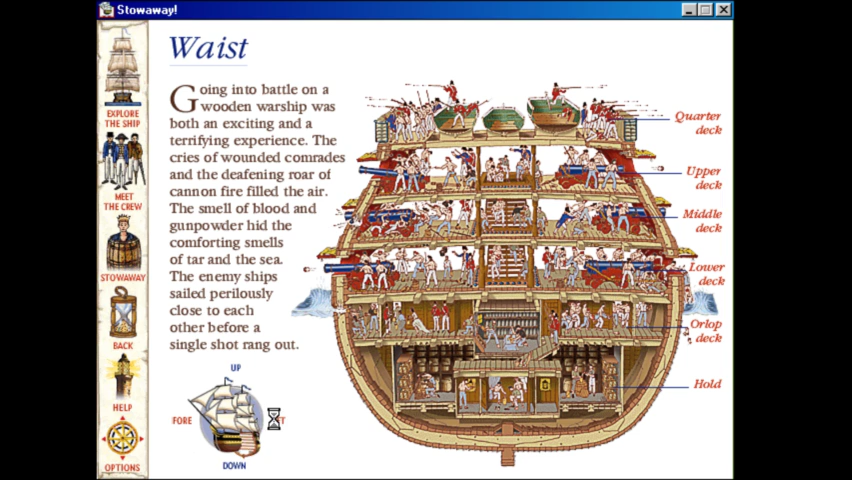 Stowaway!
EXPLORE
THE SHIP
MEET
THE CREW
STOWAWAY
BACK
HELP
OPTIONS
Waist
Going into battle on a
wooden warship was
both an exciting and a
terrifying experience. The
cries of wounded comrades
and the deafening roar of
cannon fire filled the air.
The smell of blood and
gunpowder hid the
comforting smells
of tar and the sea.
The enemy ships
sailed perilously
close to each
other before a
single shot rang out.
UP
FORE
DOWN
Quarter
deck
Upper
deck
Middle
deck
Lower
deck
Orlop
deck
Hold